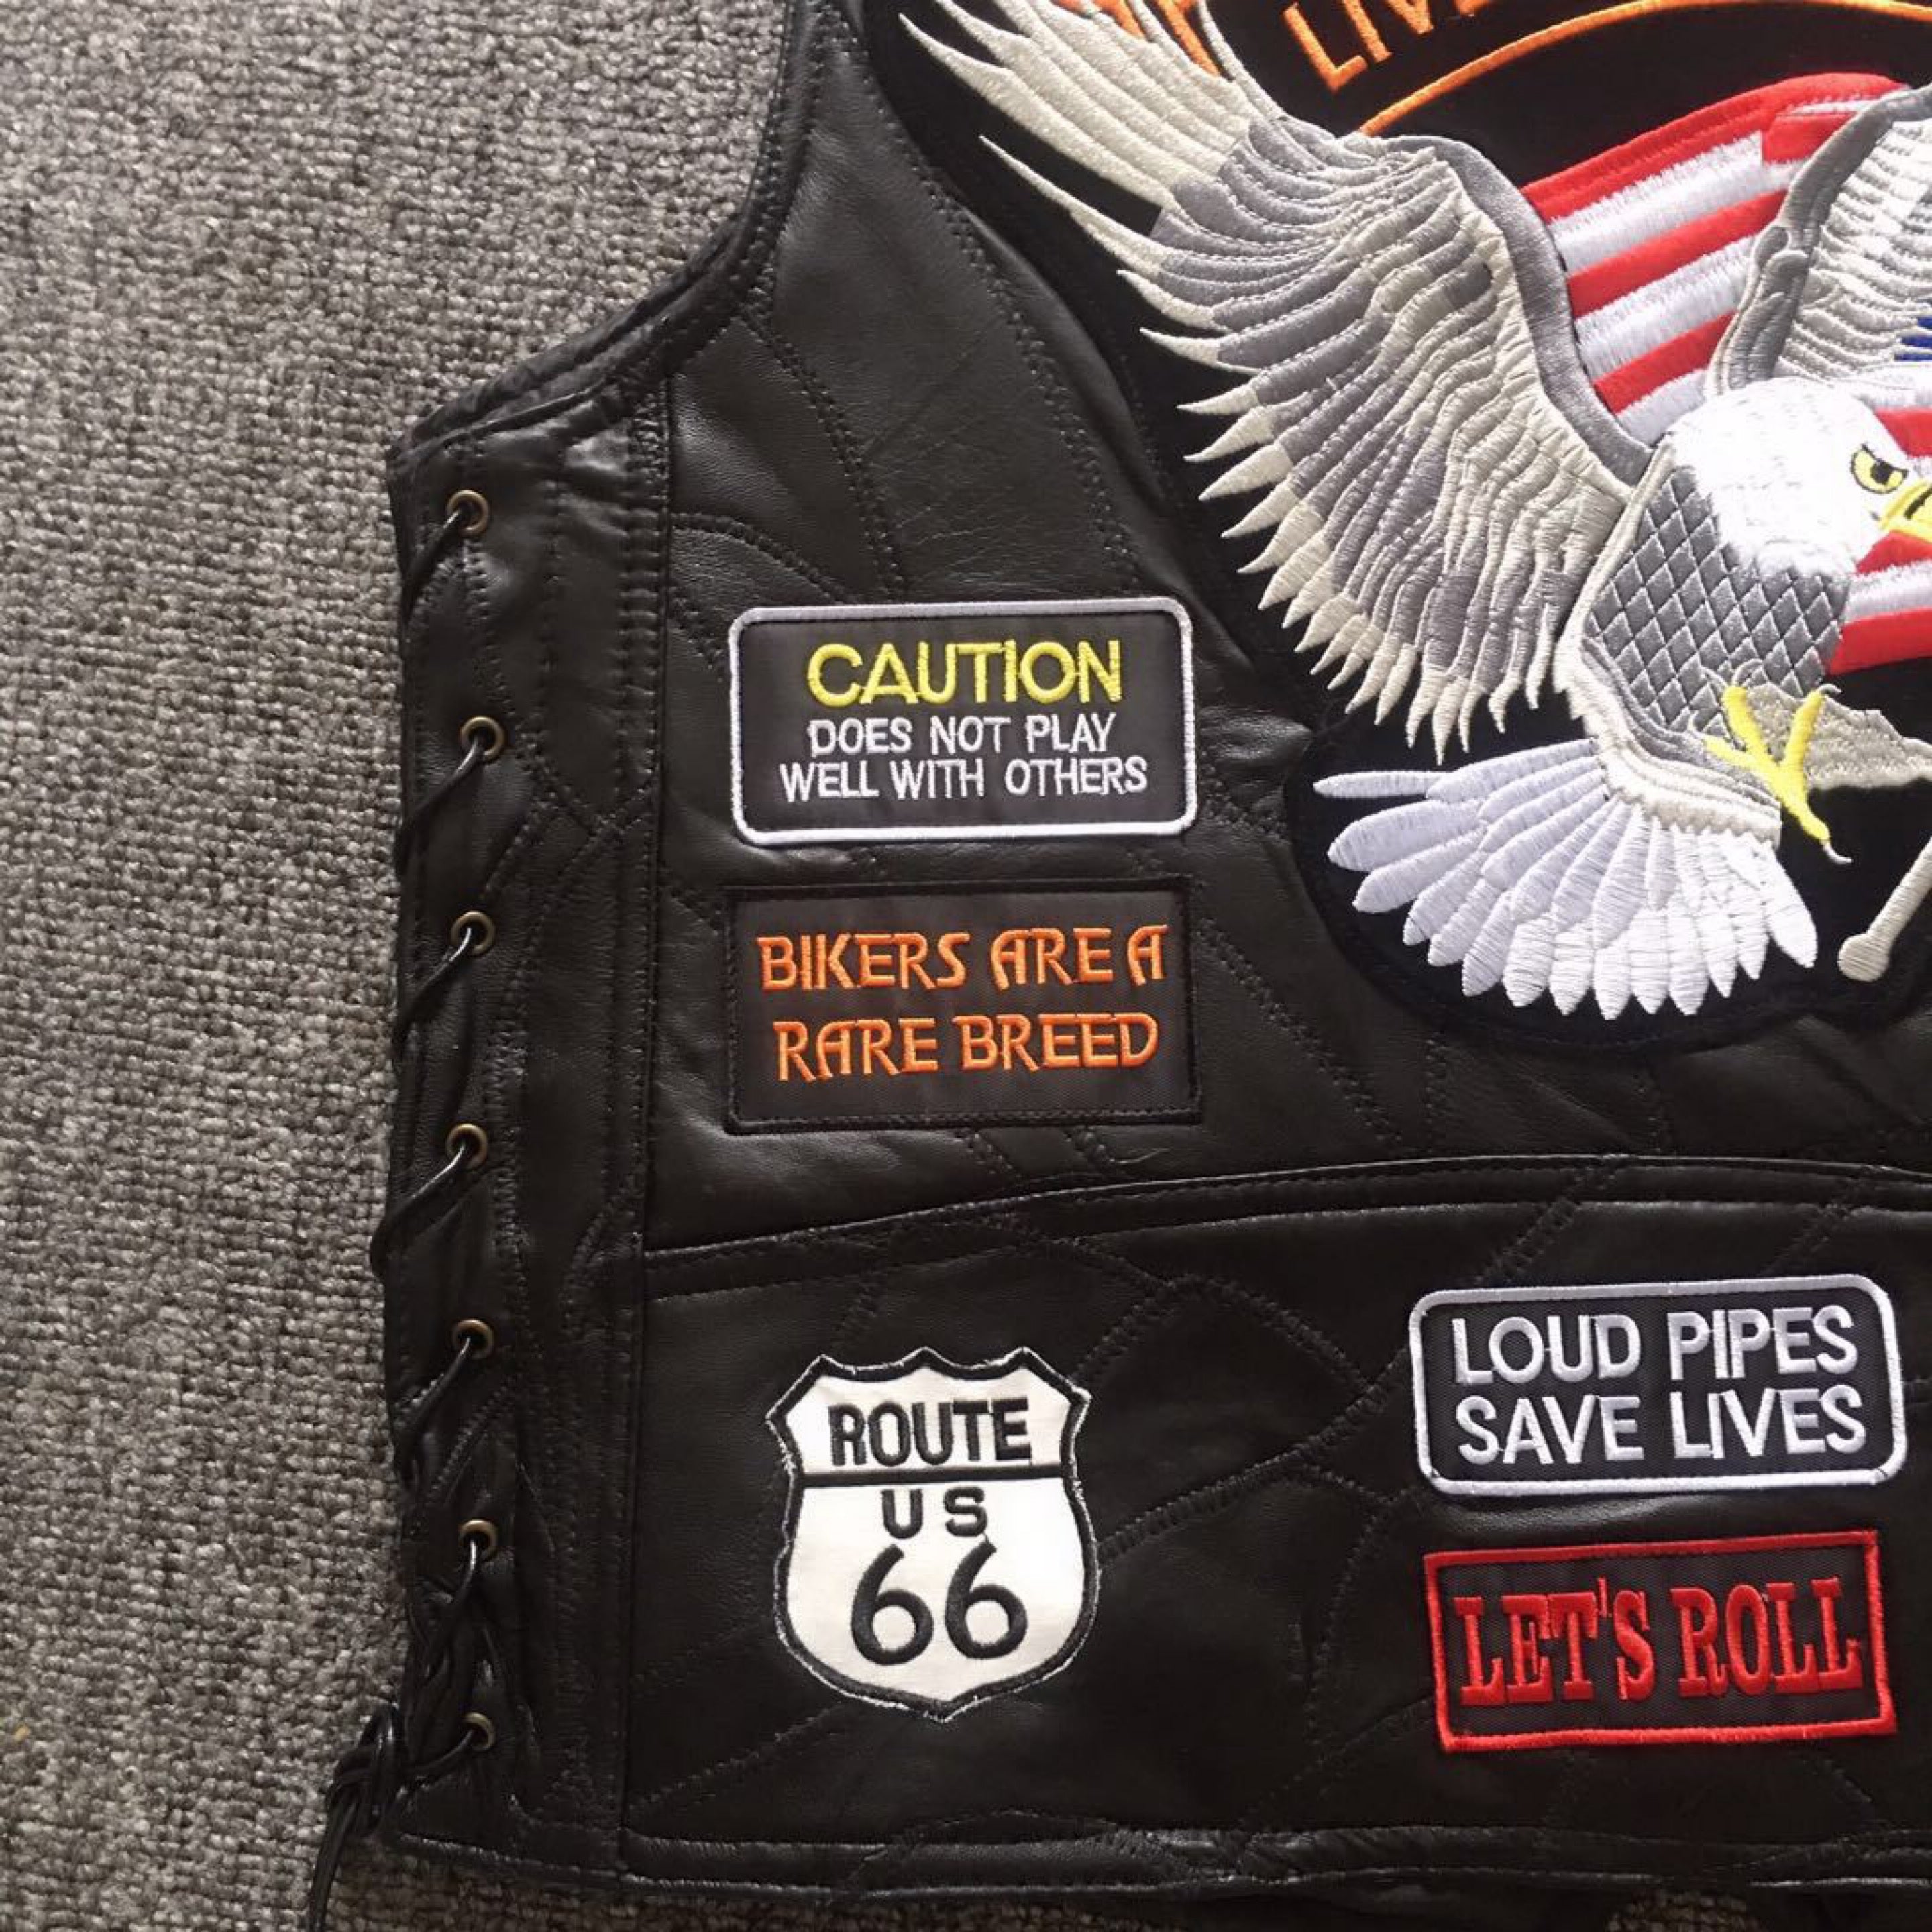 CAUTION
DOES NOT PLAY
WELL WITH OTHERS
BIKERS ARE A
RARE BREED
ROUTE
US
66
LOUD PIPES
SAVE LIVES
LET'S ROLL